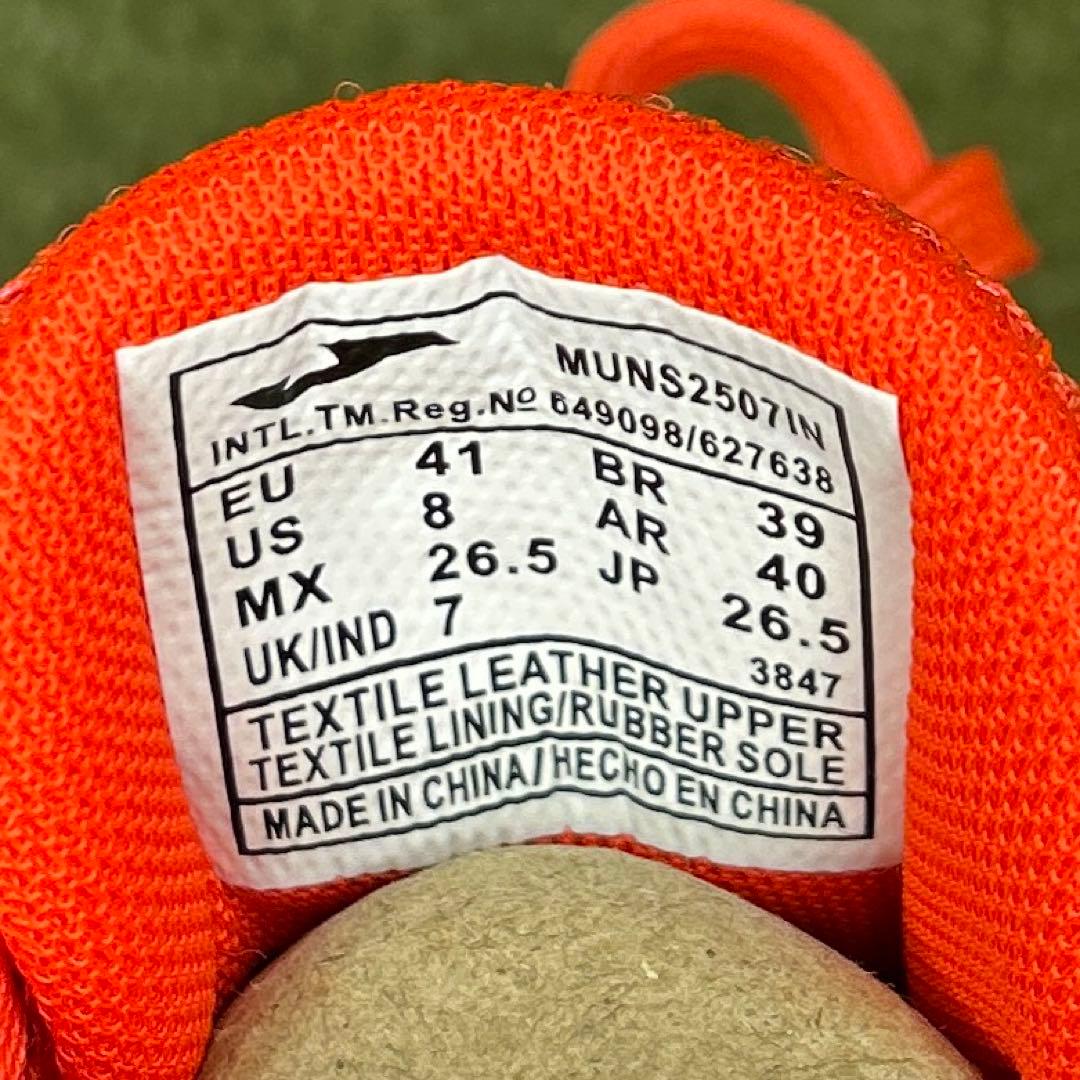 MUNS2507IN
INTL.TM.Reg.Nº 649098/627638
EU 41 BR 39
US 8 AR 40
MX 26.5 JP 26.5
UK/IND 7 3847
TEXTILE LEATHER UPPER
TEXTILE LINING/RUBBER SOLE
MADE IN CHINA/HECHO EN CHINA